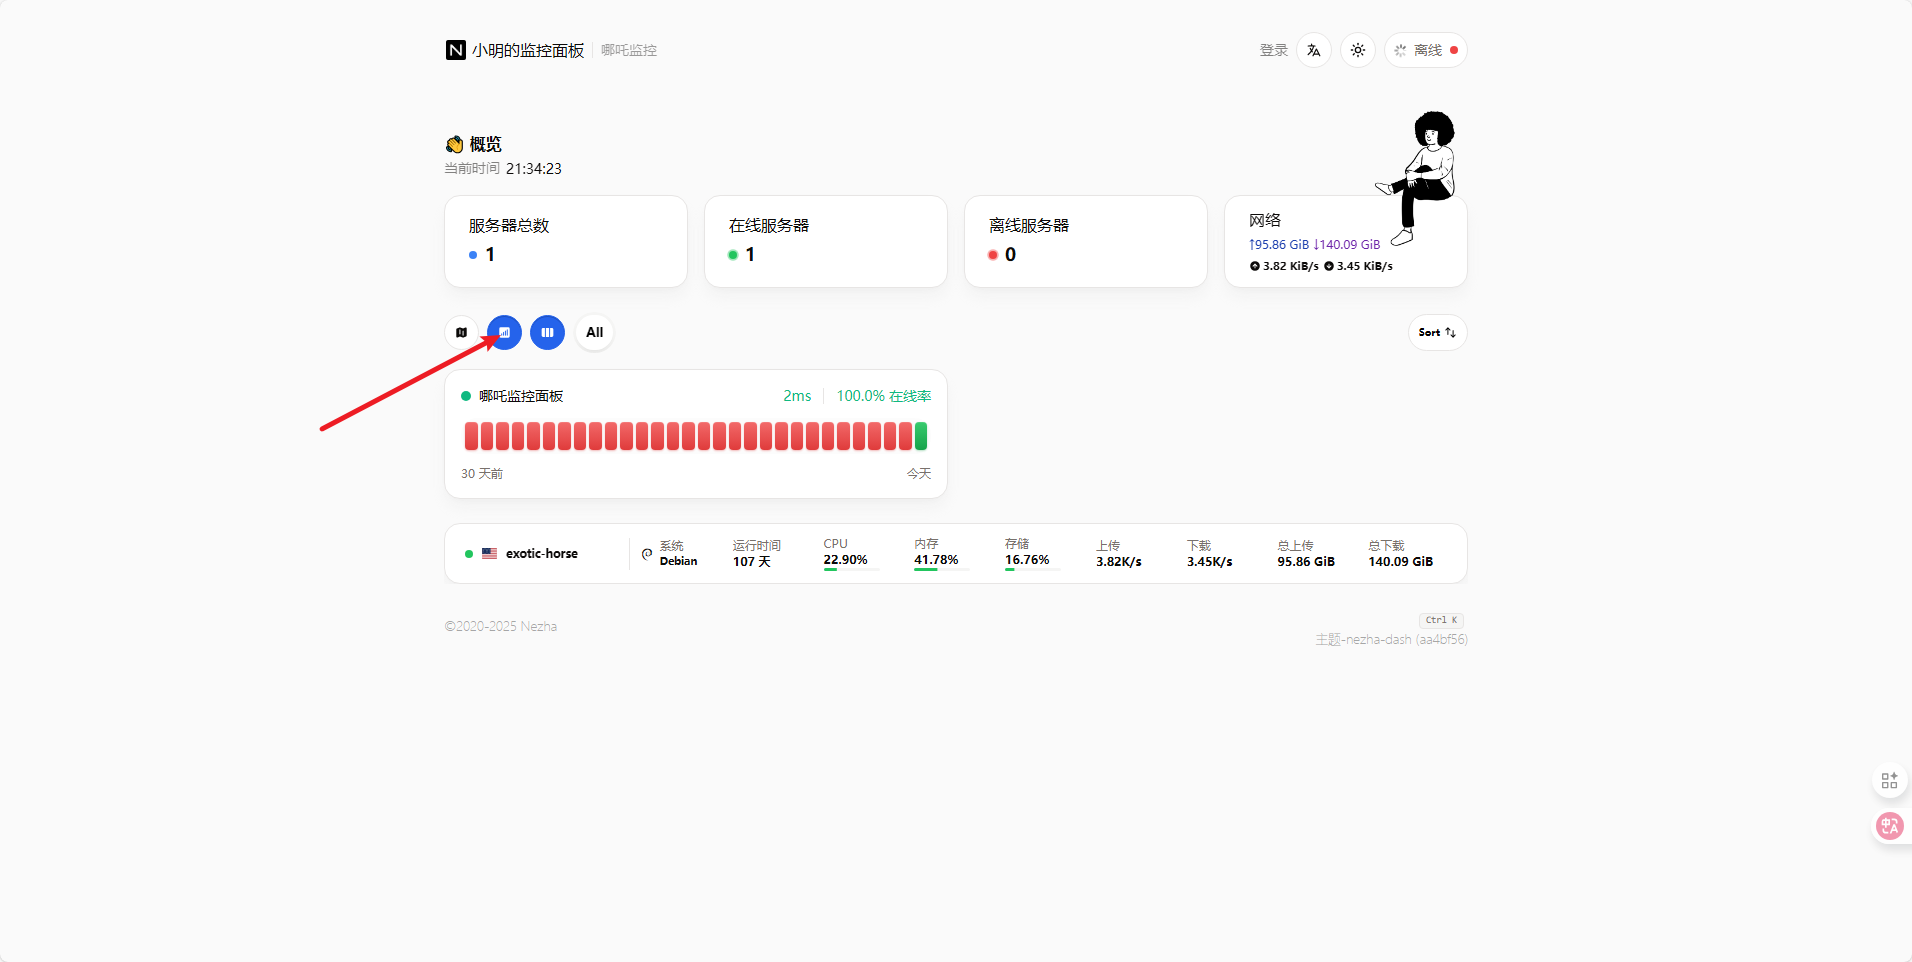 小明的监控面板 哪吒监控 登录 离线
概览
当前时间 21:34:23
服务器总数
1
在线服务器
1
离线服务器
0
网络
↑95.86 GiB ↓140.09 GiB
3.82 KiB/s 3.45 KiB/s
All Sort
哪吒监控面板 2ms 100.0% 在线率
30 天前 今天
exotic-horse
系统
Debian
运行时间
107 天
CPU
22.90%
内存
41.78%
存储
16.76%
上传
3.82K/s
下载
3.45K/s
总上传
95.86 GiB
总下载
140.09 GiB
©2020-2025 Nezha
Ctrl K
主题-nezha-dash (aa4bf56)